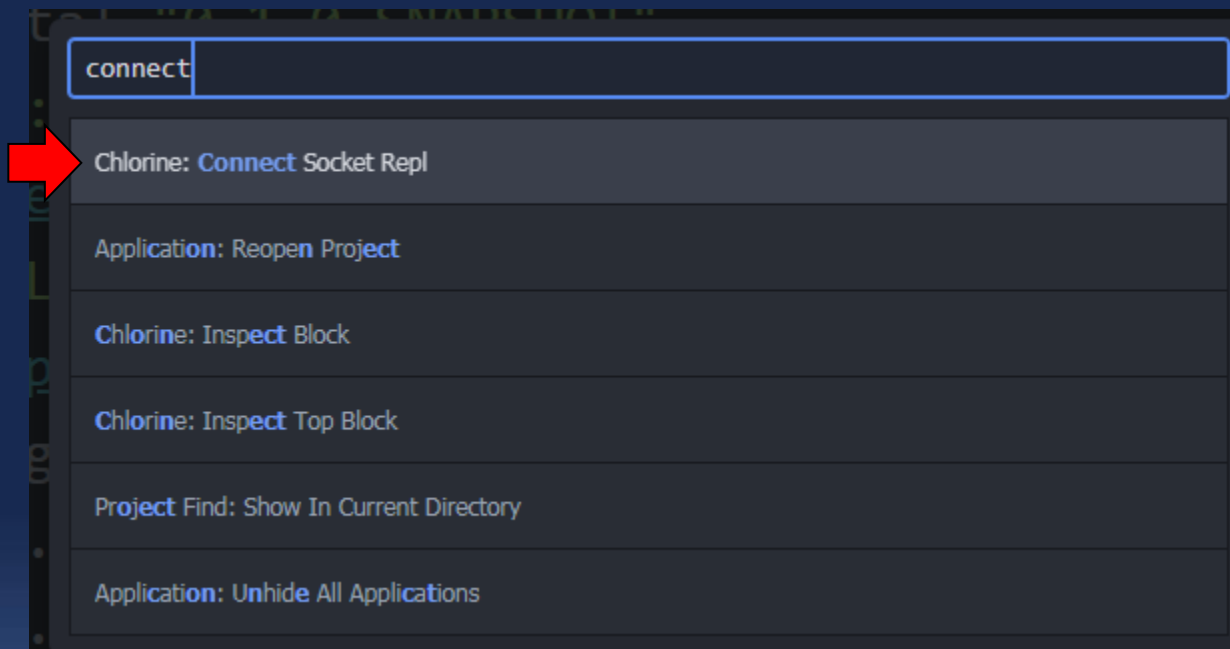 connect
Chlorine: Connect Socket Repl
Application: Reopen Project
Chlorine: Inspect Block
Chlorine: Inspect Top Block
Project Find: Show In Current Directory
Application: Unhide All Applications